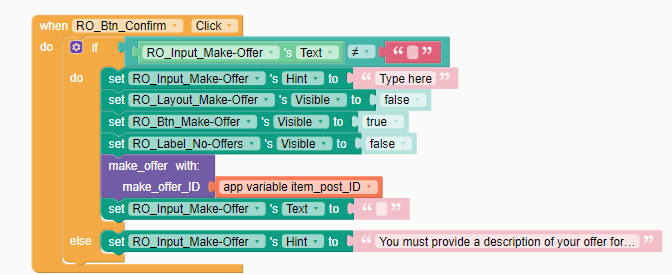 when RO_Btn_Confirm Click
do if RO_Input_Make-Offer 's Text ≠ “ ”
do set RO_Input_Make-Offer 's Hint to “ Type here ”
set RO_Layout_Make-Offer 's Visible to false
set RO_Btn_Make-Offer 's Visible to true
set RO_Label_No-Offers 's Visible to false
make_offer with:
make_offer_ID app variable item_post_ID
set RO_Input_Make-Offer 's Text to “ ”
else set RO_Input_Make-Offer 's Hint to “ You must provide a description of your offer for... ”